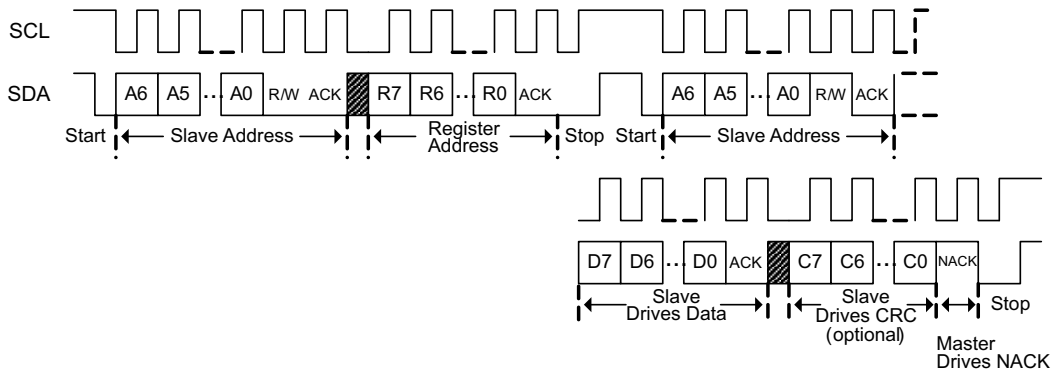 SCL
SDA
A6 A5 ... A0 R/W ACK R7 R6 ... R0 ACK A6 A5 ... A0 R/W ACK
Start Slave Address Register Address Stop Start Slave Address
D7 D6 ... D0 ACK C7 C6 ... C0 NACK
Slave Drives Data
Slave Drives CRC (optional)
Stop
Master Drives NACK